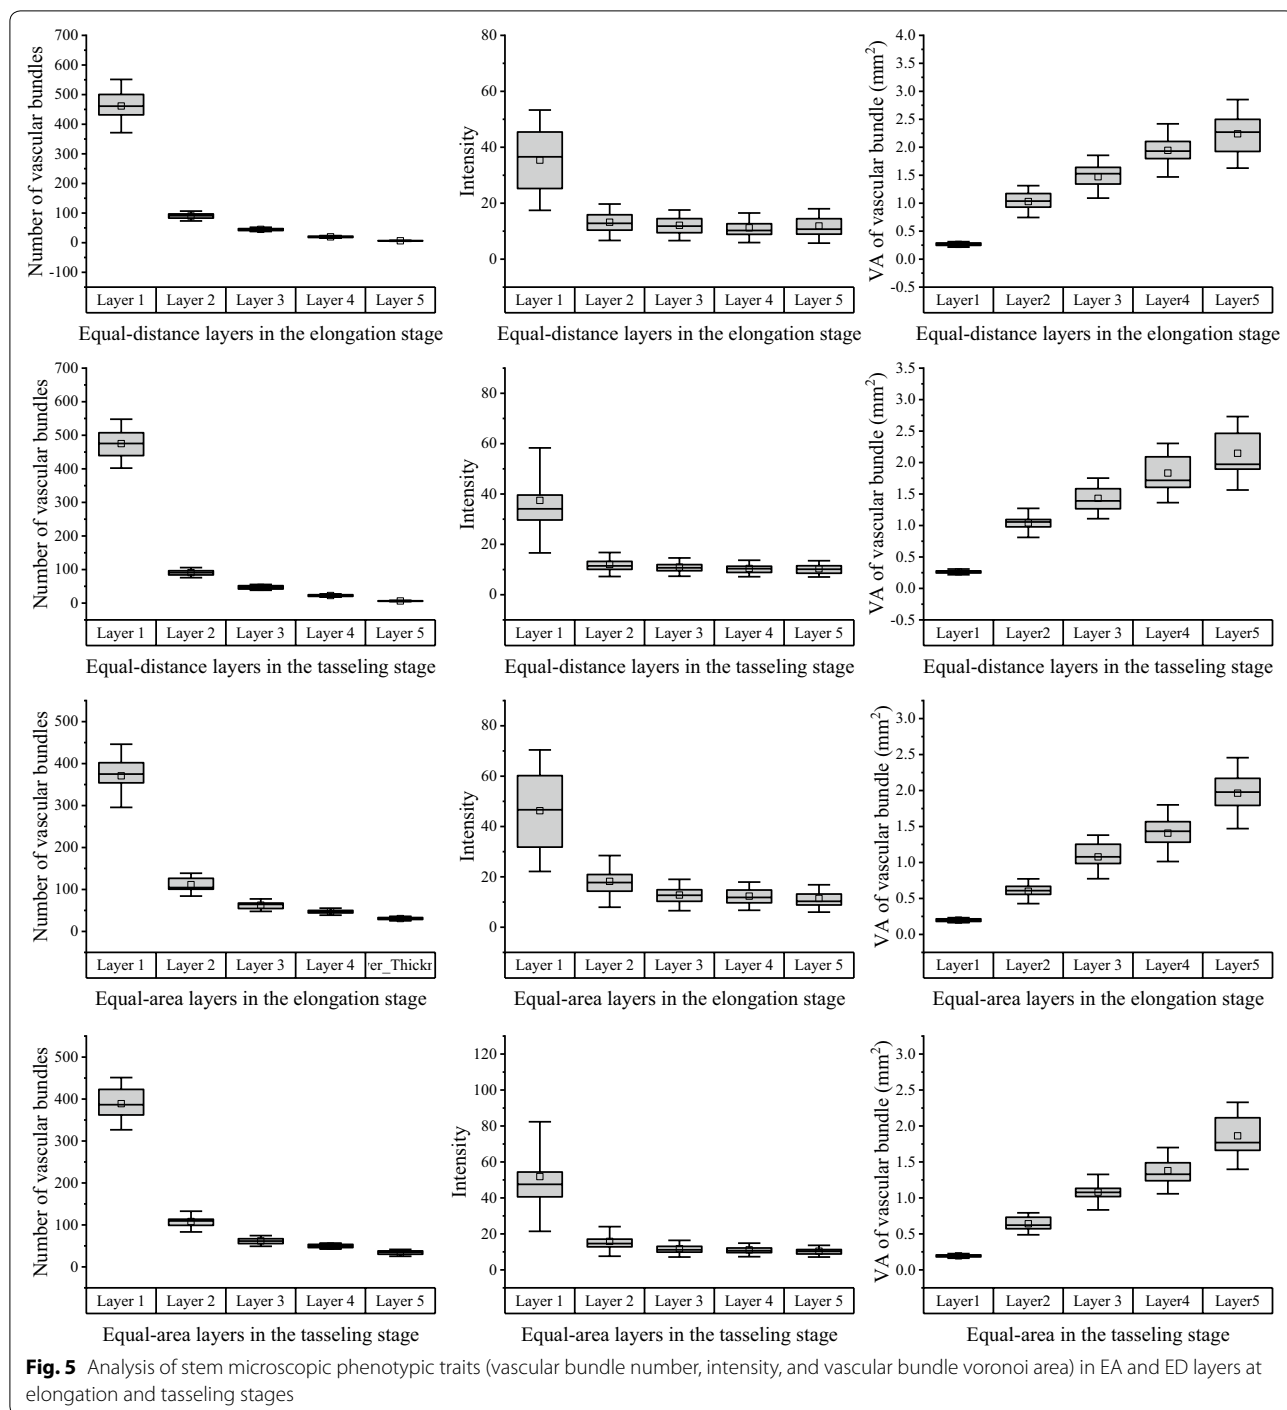 700
600
500
400
300
200
100
0
-100
Number of vascular bundles
Layer 1 Layer 2 Layer 3 Layer 4 Layer 5
Equal-distance layers in the elongation stage
80
60
40
20
0
Intensity
Layer 1 Layer 2 Layer 3 Layer 4 Layer 5
Equal-distance layers in the elongation stage
4.0
3.5
3.0
2.5
2.0
1.5
1.0
0.5
0.0
-0.5
VA of vascular bundle (mm²)
Layer1 Layer2 Layer 3 Layer4 Layer5
Equal-distance layers in the elongation stage
700
600
500
400
300
200
100
0
Number of vascular bundles
Layer 1 Layer 2 Layer 3 Layer 4 Layer 5
Equal-distance layers in the tasseling stage
80
60
40
20
0
Intensity
Layer 1 Layer 2 Layer 3 Layer 4 Layer 5
Equal-distance layers in the tasseling stage
3.5
3.0
2.5
2.0
1.5
1.0
0.5
0.0
-0.5
VA of vascular bundle (mm²)
Layer1 Layer2 Layer 3 Layer4 Layer5
Equal-distance layers in the tasseling stage
500
400
300
200
100
0
Number of vascular bundles
Layer 1 Layer 2 Layer 3 Layer 4 er_Thick
Equal-area layers in the elongation stage
80
60
40
20
0
Intensity
Layer 1 Layer 2 Layer 3 Layer 4 Layer 5
Equal-area layers in the elongation stage
3.0
2.5
2.0
1.5
1.0
0.5
0.0
VA of vascular bundle (mm²)
Layer1 Layer2 Layer 3 Layer4 Layer5
Equal-area layers in the elongation stage
500
400
300
200
100
0
Number of vascular bundles
Layer 1 Layer 2 Layer 3 Layer 4 Layer 5
Equal-area layers in the tasseling stage
120
100
80
60
40
20
0
Intensity
Layer 1 Layer 2 Layer 3 Layer 4 Layer 5
Equal-area layers in the tasseling stage
3.0
2.5
2.0
1.5
1.0
0.5
0.0
VA of vascular bundle (mm²)
Layer1 Layer2 Layer 3 Layer4 Layer5
Equal-area in the tasseling stage
Fig. 5 Analysis of stem microscopic phenotypic traits (vascular bundle number, intensity, and vascular bundle voronoi area) in EA and ED layers at
elongation and tasseling stages